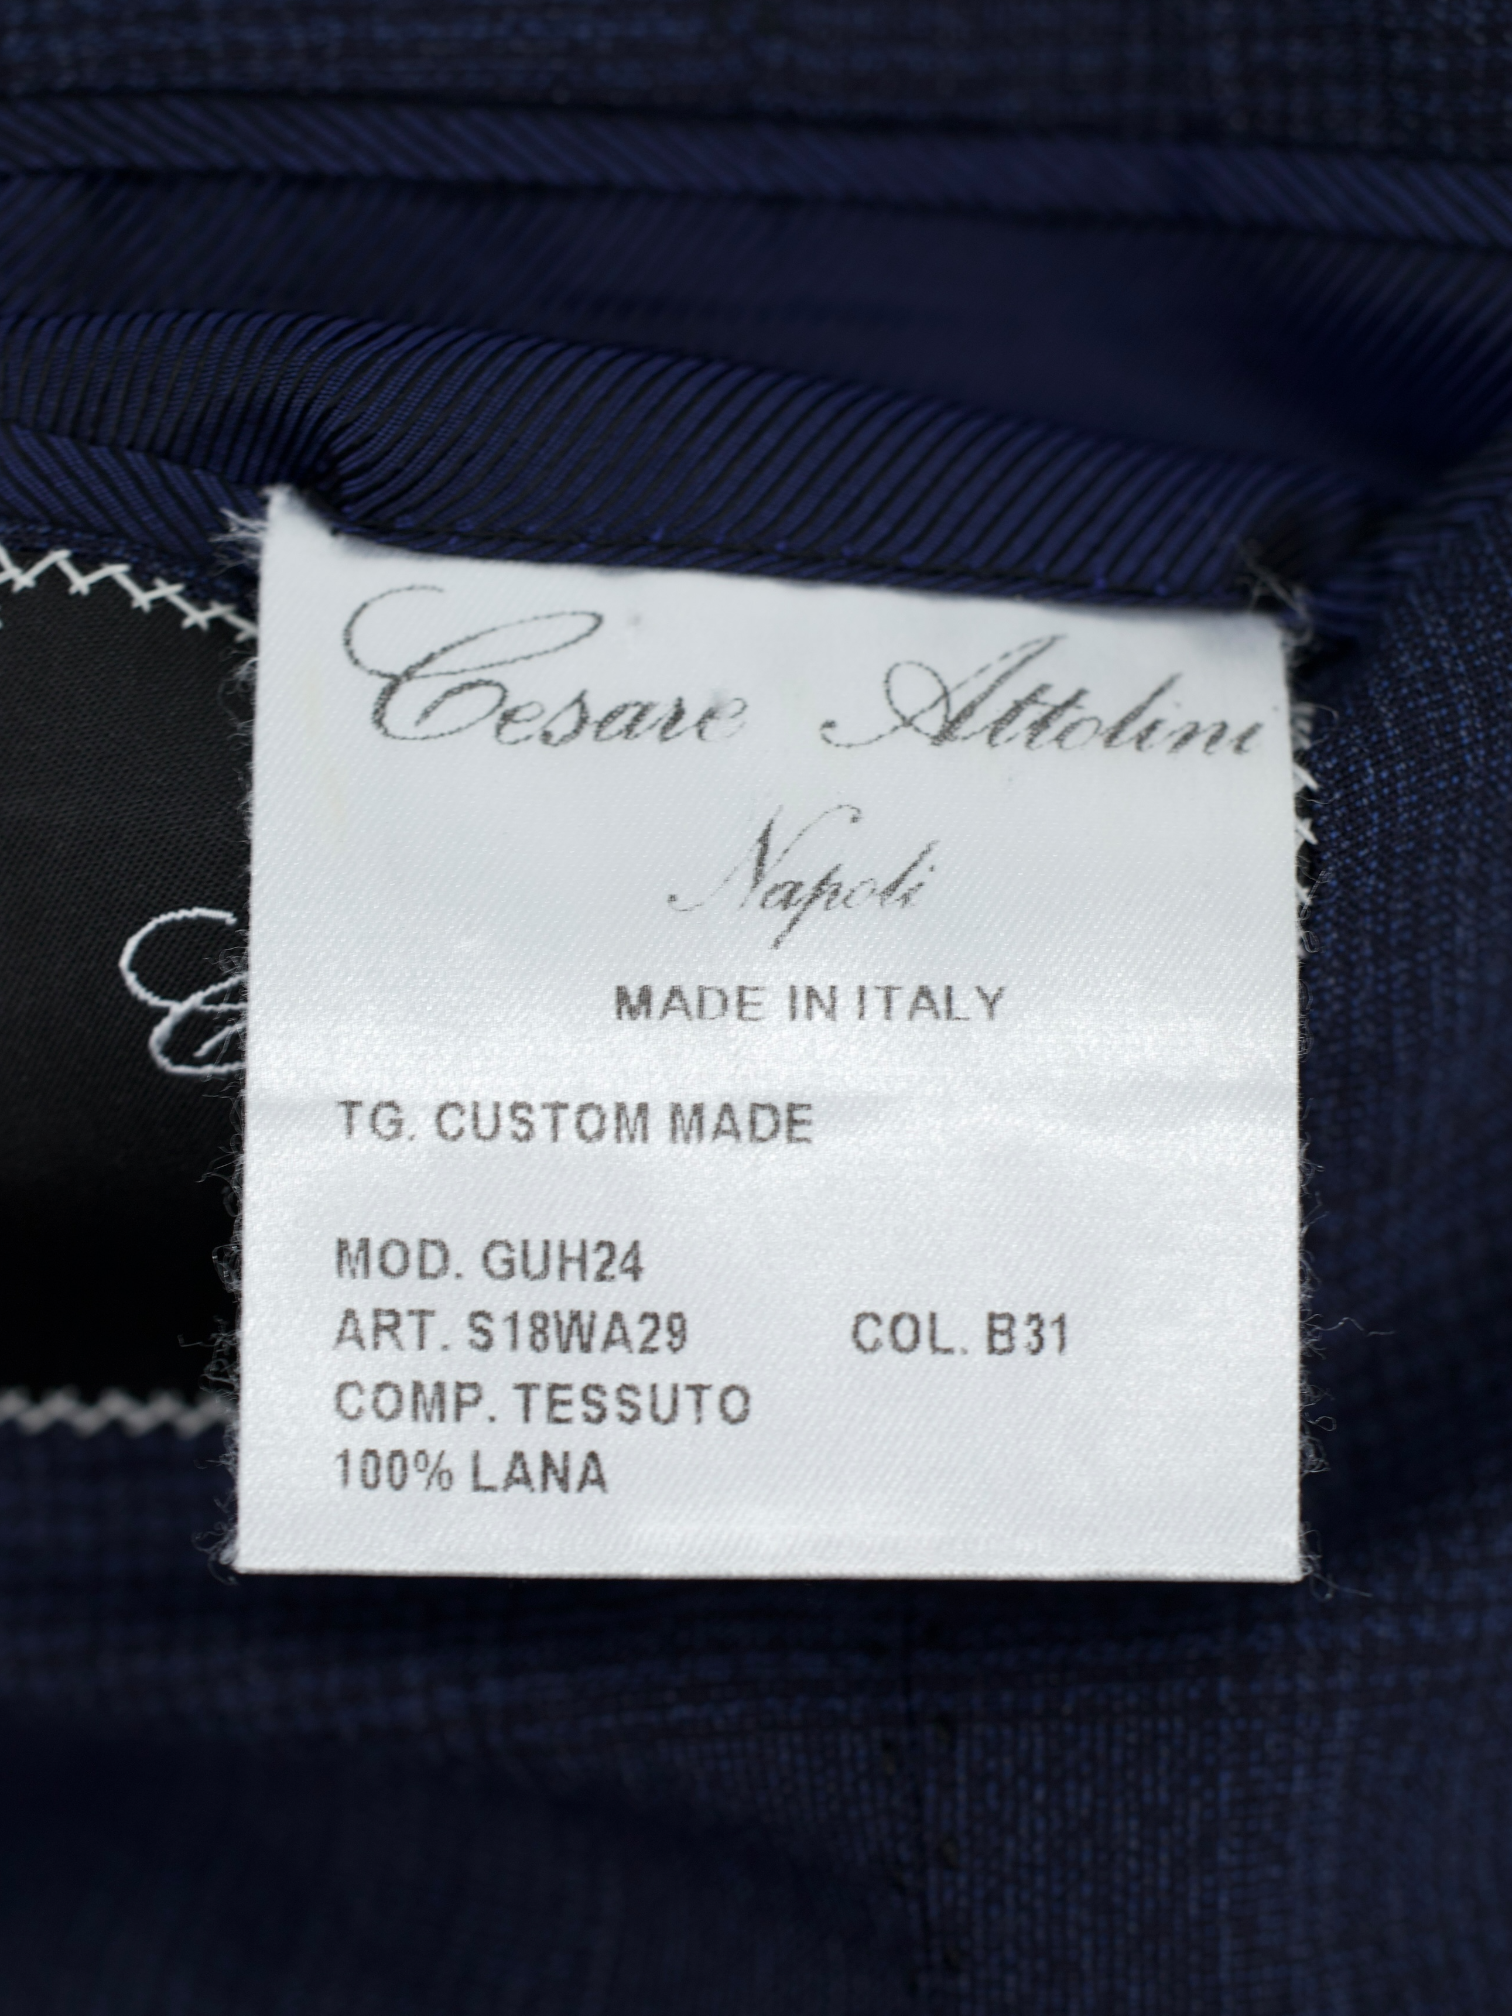 Cesare Attolini
Napoli
MADE IN ITALY
TG. CUSTOM MADE
MOD. GUH24
ART. S18WA29 COL. B31
COMP. TESSUTO
100% LANA